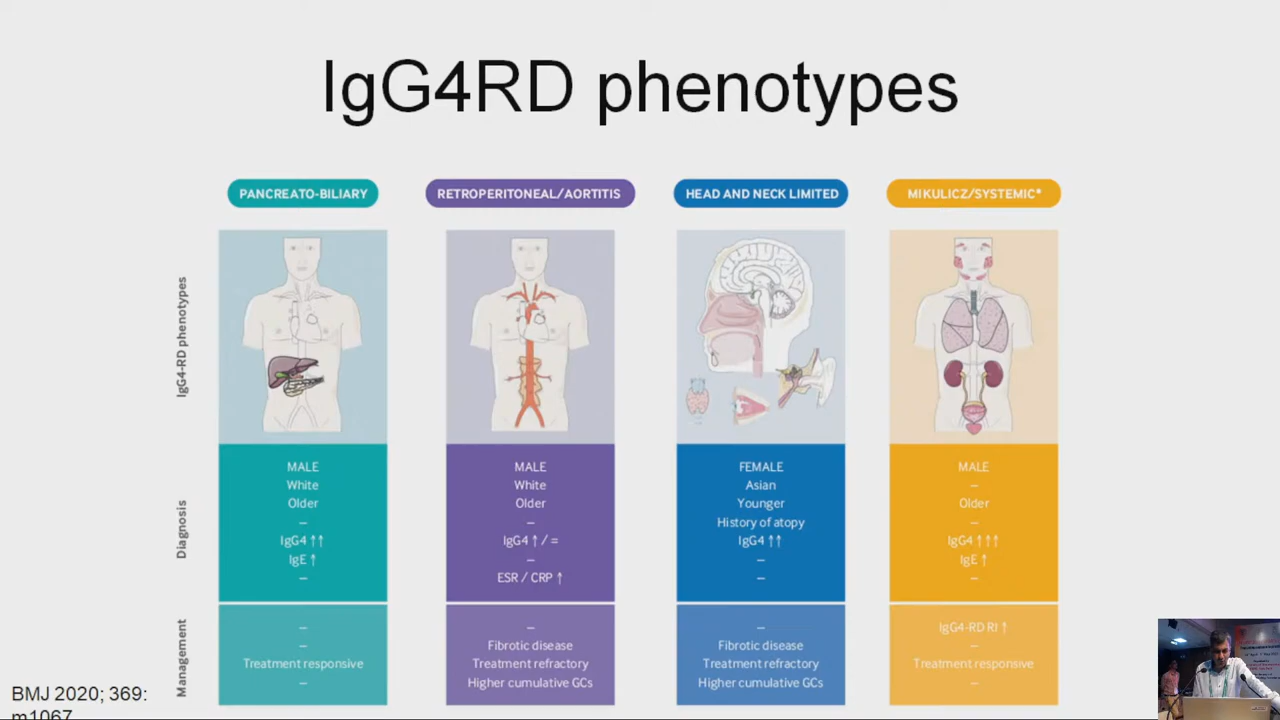 IgG4RD phenotypes
PANCREATO-BILIARY
RETROPERITONEAL/AORTITIS
HEAD AND NECK LIMITED
MIKULICZ/SYSTEMIC*
IgG4-RD phenotypes
Diagnosis
MALE
White
Older
–
IgG4 ↑↑
IgE ↑
–
MALE
White
Older
–
IgG4 ↑ / =
–
ESR / CRP ↑
FEMALE
Asian
Younger
History of atopy
IgG4 ↑↑
–
–
MALE
–
Older
–
IgG4 ↑↑↑
IgE ↑
–
Management
–
–
Treatment responsive
–
–
Fibrotic disease
Treatment refractory
Higher cumulative GCs
–
Fibrotic disease
Treatment refractory
Higher cumulative GCs
IgG4-RD RI ↑
–
Treatment responsive
–
BMJ 2020; 369:
m1067